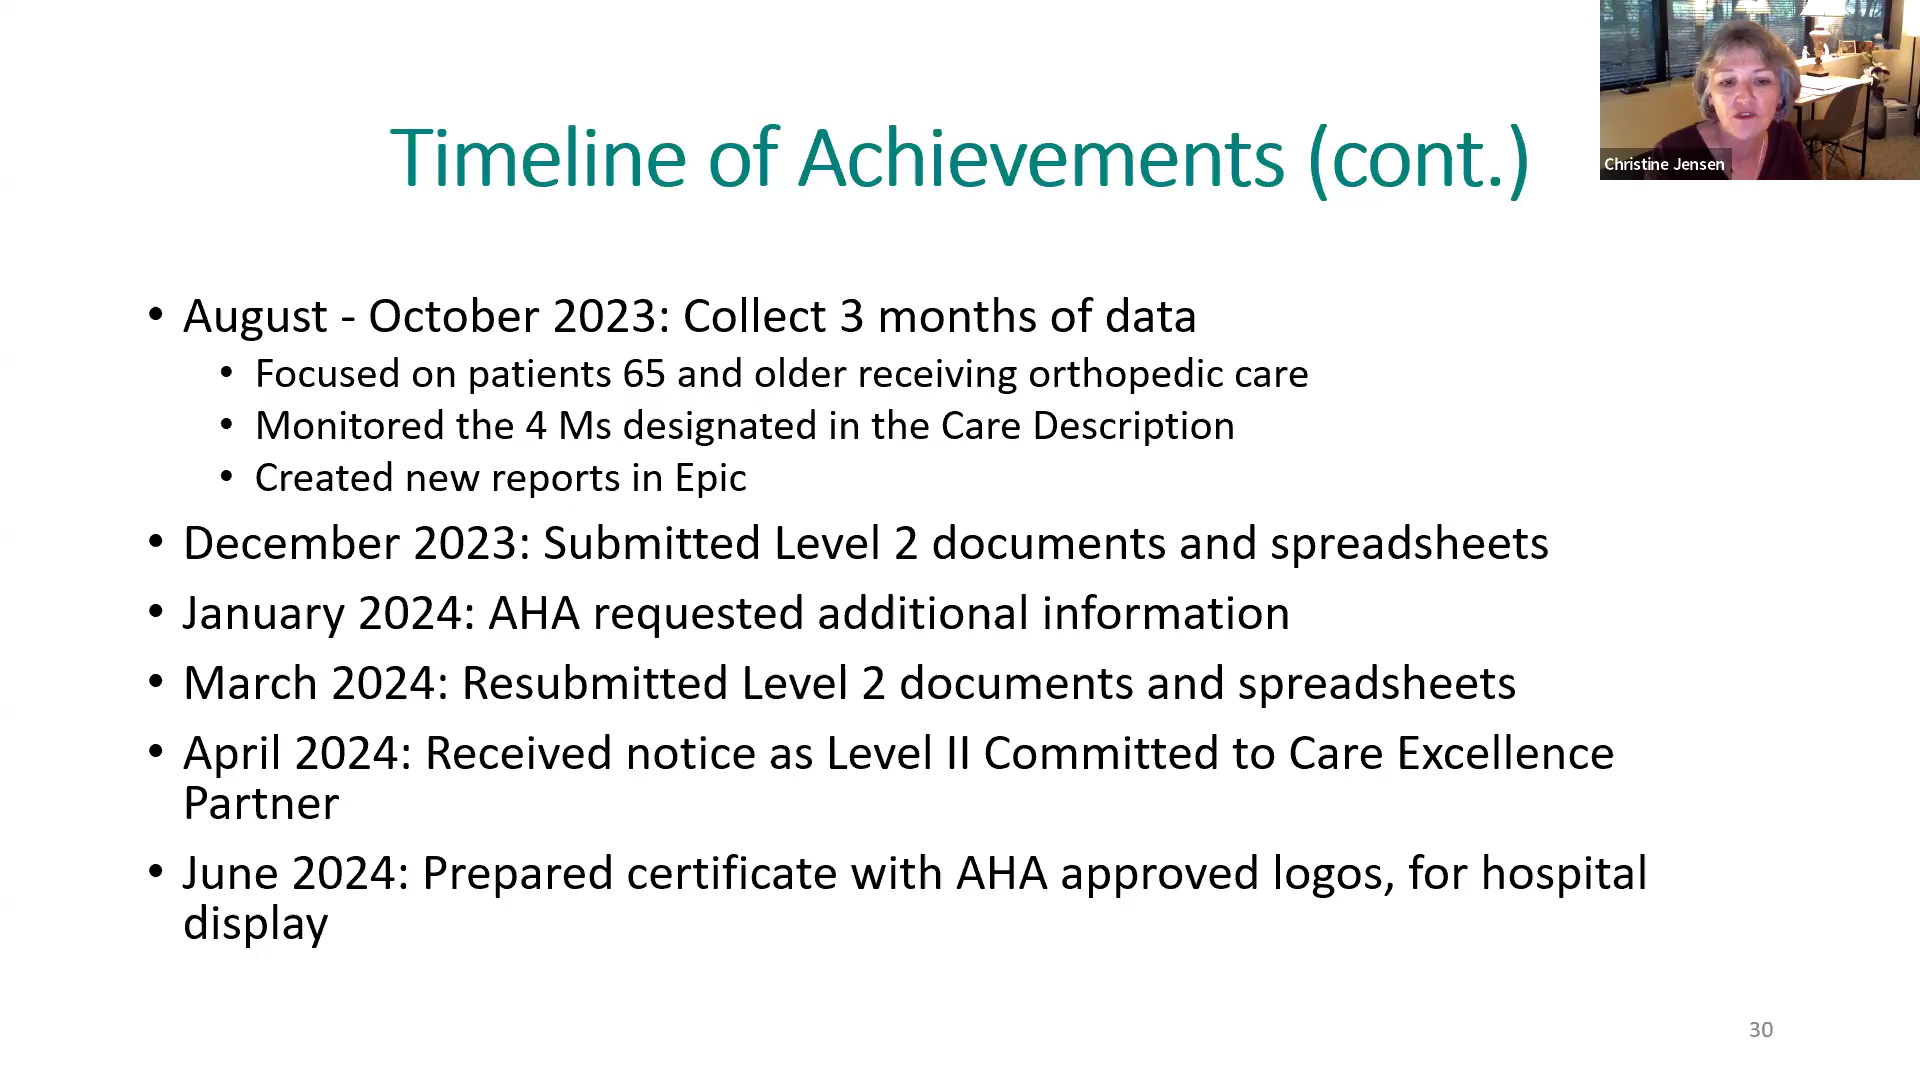 Timeline of Achievements (cont.)
Christine Jensen
• August - October 2023: Collect 3 months of data
• Focused on patients 65 and older receiving orthopedic care
• Monitored the 4 Ms designated in the Care Description
• Created new reports in Epic
• December 2023: Submitted Level 2 documents and spreadsheets
• January 2024: AHA requested additional information
• March 2024: Resubmitted Level 2 documents and spreadsheets
• April 2024: Received notice as Level II Committed to Care Excellence
Partner
• June 2024: Prepared certificate with AHA approved logos, for hospital
display
30